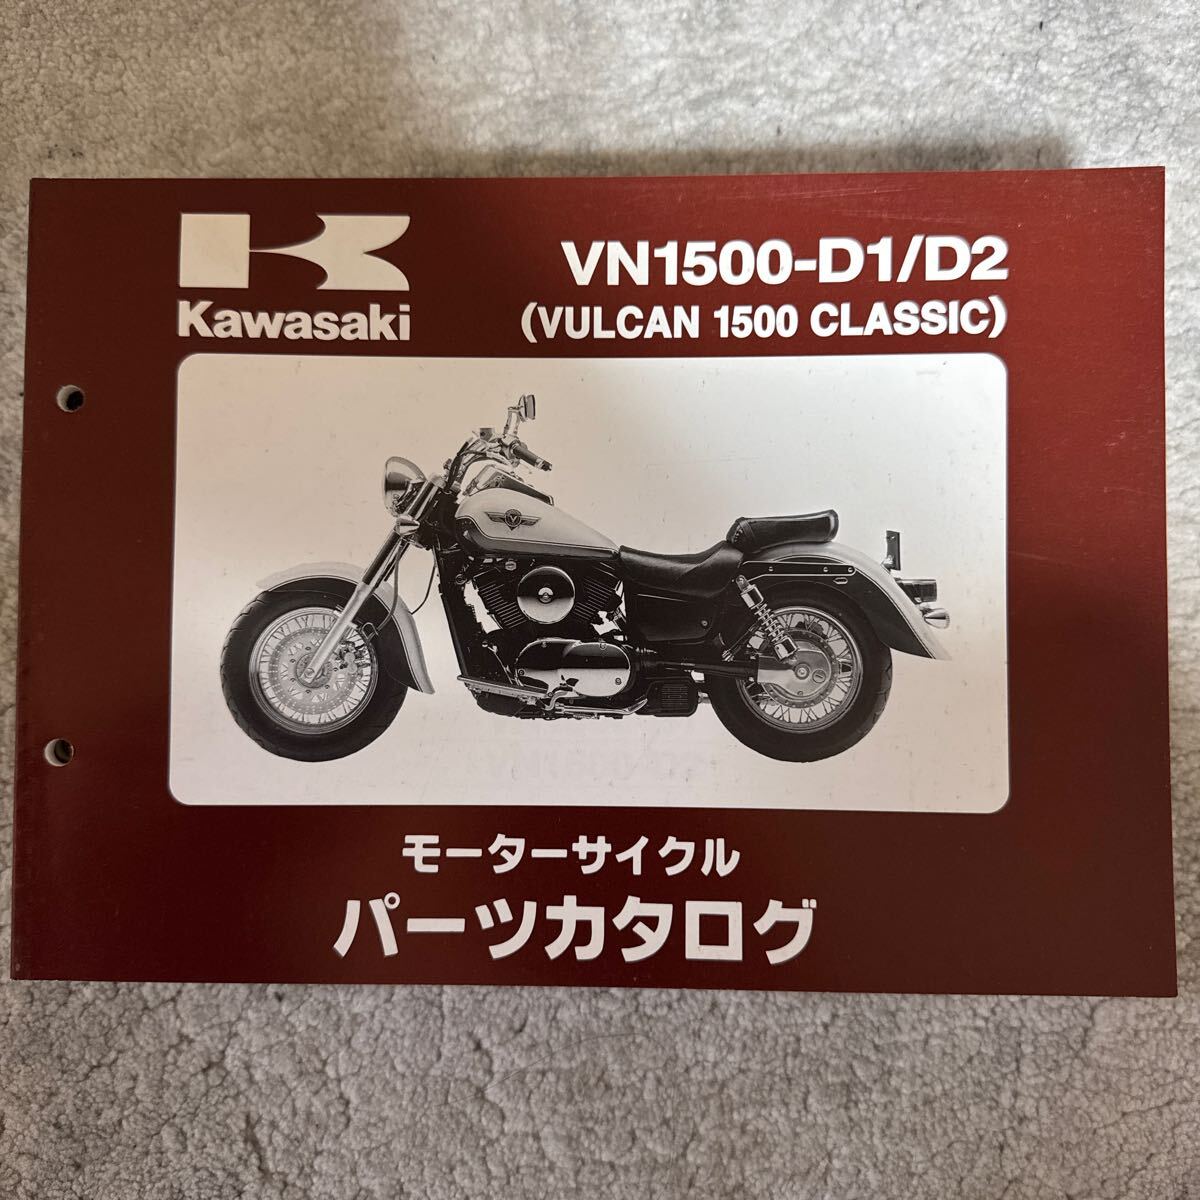 Kawasaki
VN1500-D1/D2
(VULCAN 1500 CLASSIC)
モーターサイクル
パーツカタログ